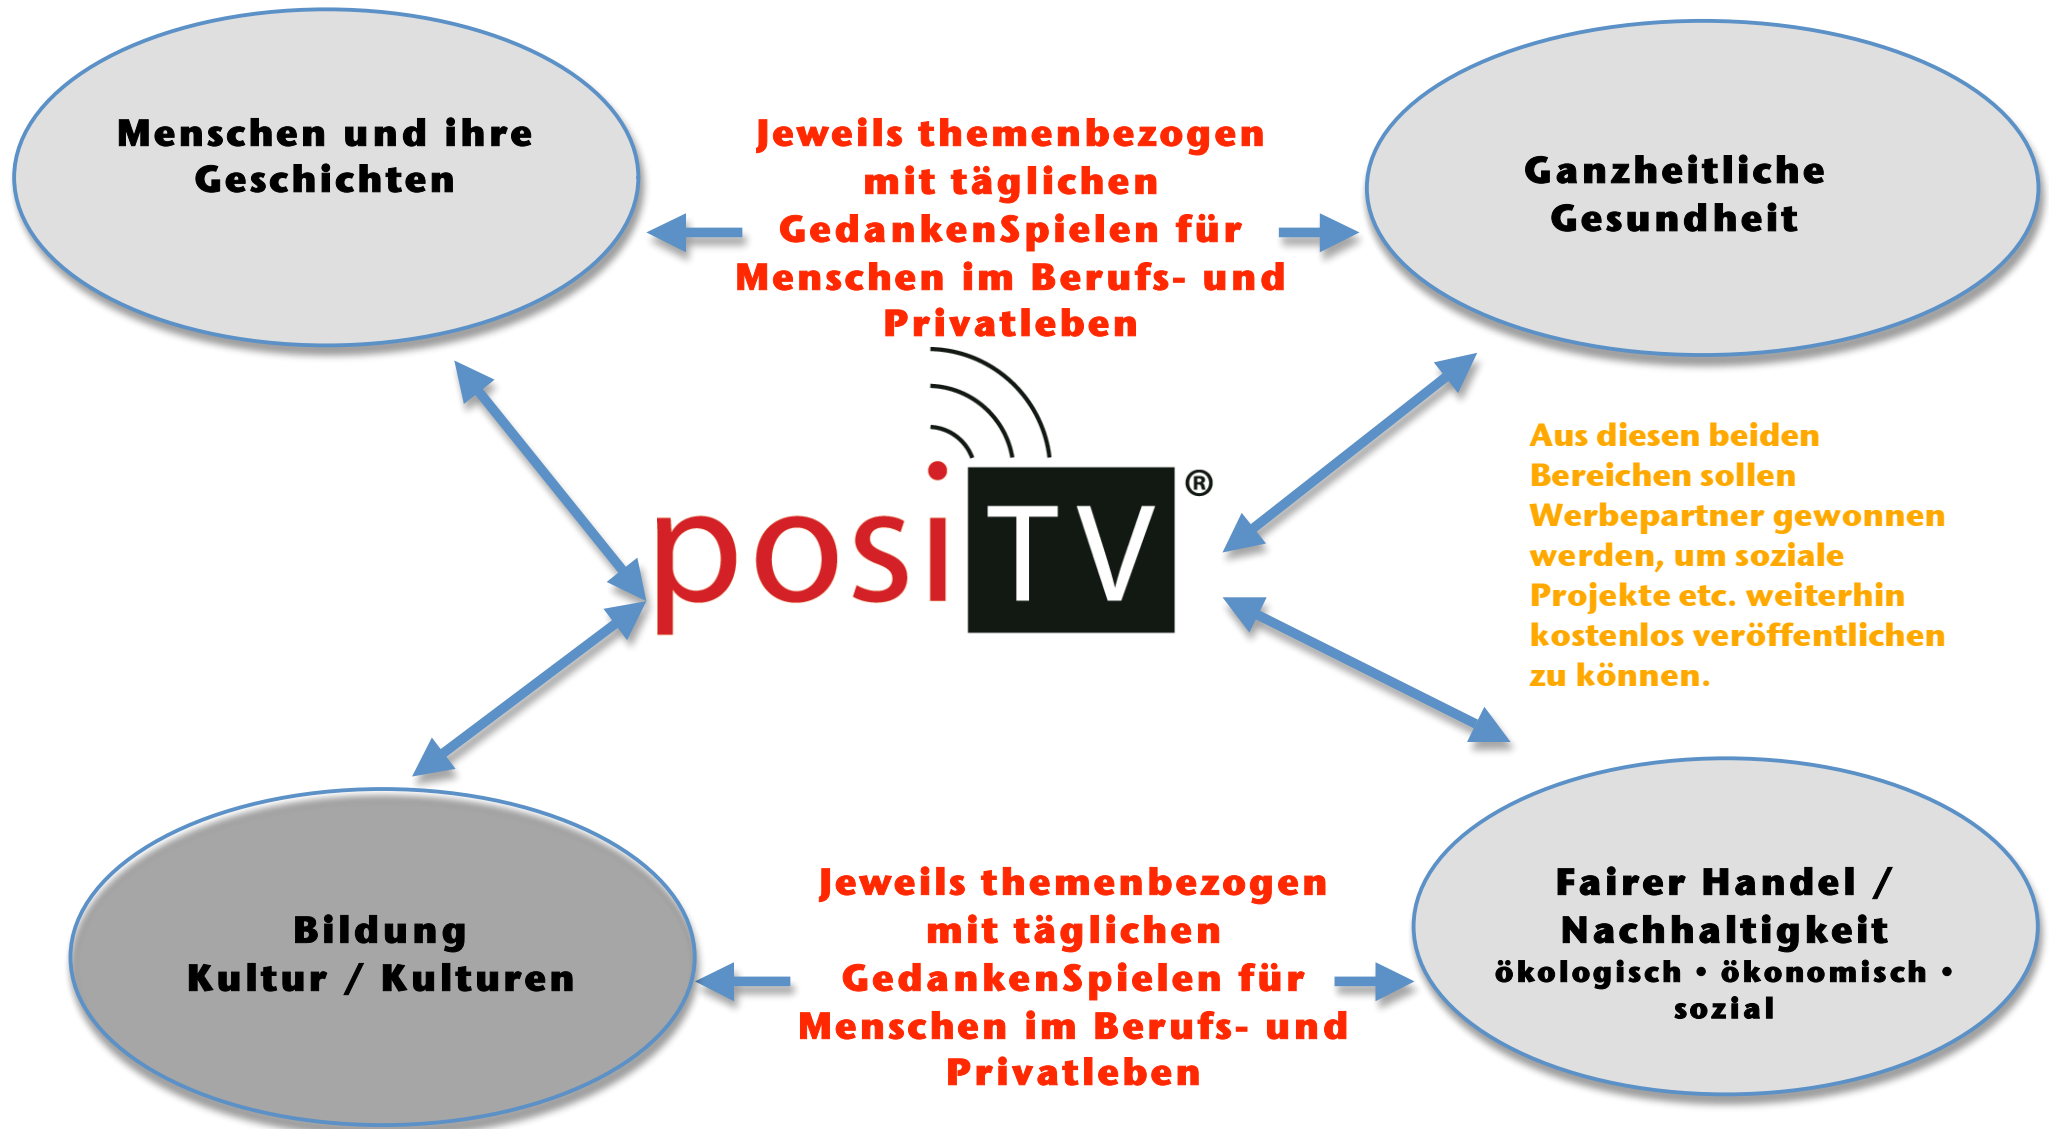 Menschen und ihre
Geschichten
Jeweils themenbezogen
mit täglichen
GedankenSpielen für
Menschen im Berufs- und
Privatleben
Ganzheitliche
Gesundheit
posiTV®
Aus diesen beiden
Bereichen sollen
Werbepartner gewonnen
werden, um soziale
Projekte etc. weiterhin
kostenlos veröffentlichen
zu können.
Bildung
Kultur / Kulturen
Jeweils themenbezogen
mit täglichen
GedankenSpielen für
Menschen im Berufs- und
Privatleben
Fairer Handel /
Nachhaltigkeit
ökologisch • ökonomisch •
sozial